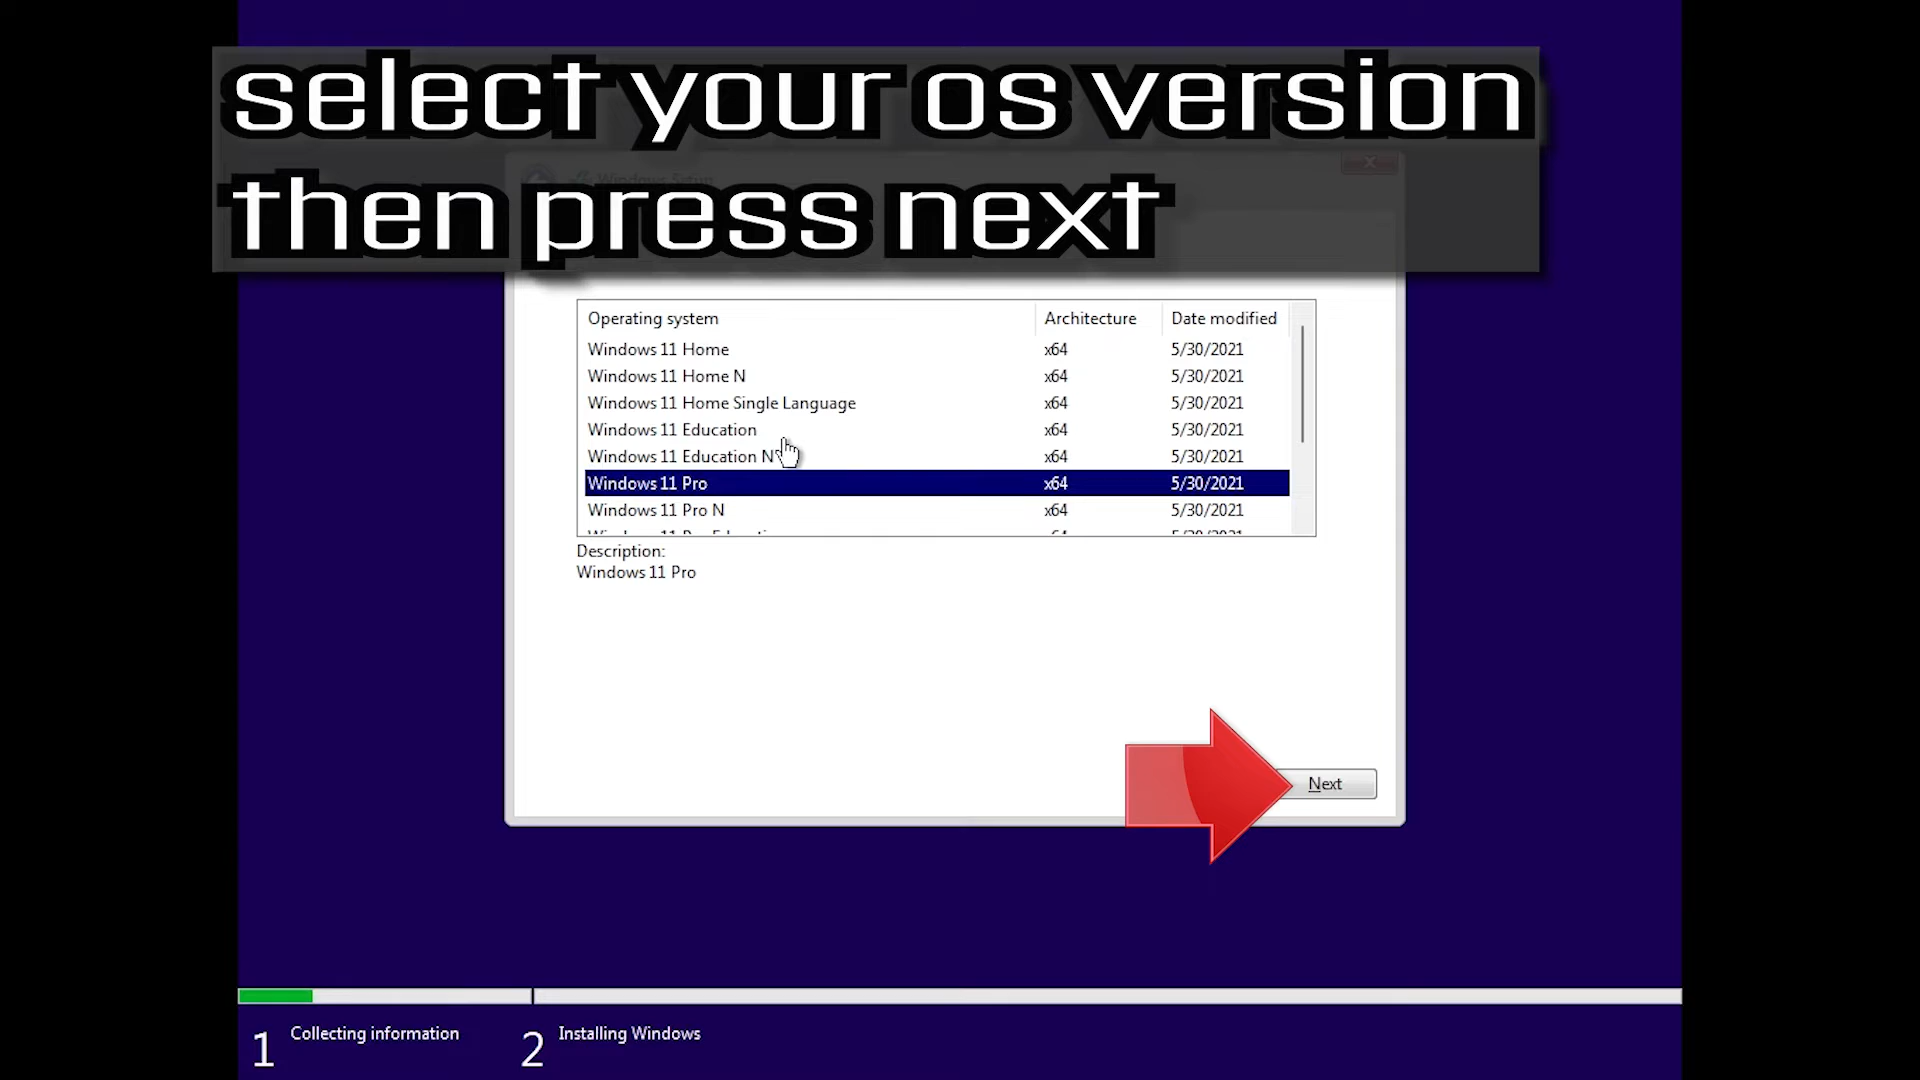 select your os version
then press next
Windows Setup
Operating system Architecture Date modified
Windows 11 Home x64 5/30/2021
Windows 11 Home N x64 5/30/2021
Windows 11 Home Single Language x64 5/30/2021
Windows 11 Education x64 5/30/2021
Windows 11 Education N x64 5/30/2021
Windows 11 Pro x64 5/30/2021
Windows 11 Pro N x64 5/30/2021
Description:
Windows 11 Pro
Next
1 Collecting information 2 Installing Windows